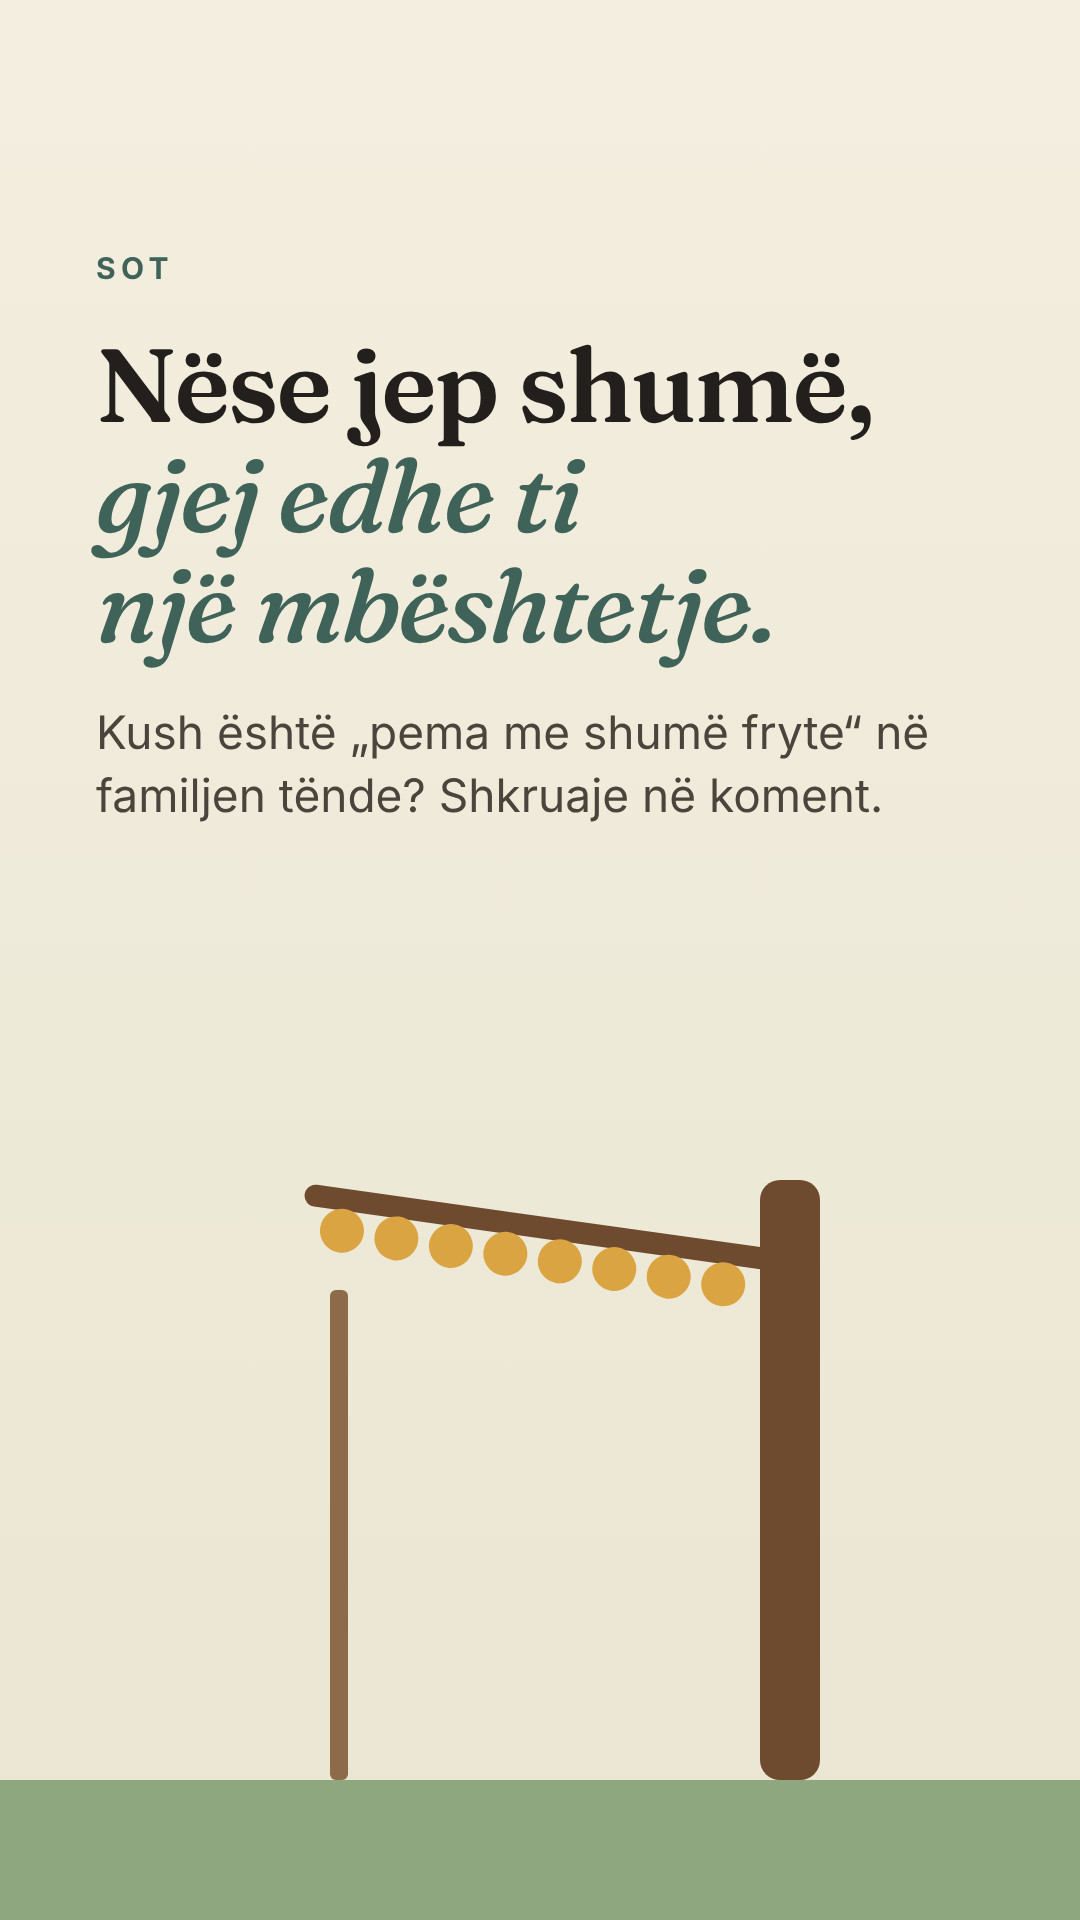 SOT
Nëse jep shumë,
gjej edhe ti
një mbështetje.
Kush është „pema me shumë fryte“ në
familjen tënde? Shkruaje në koment.